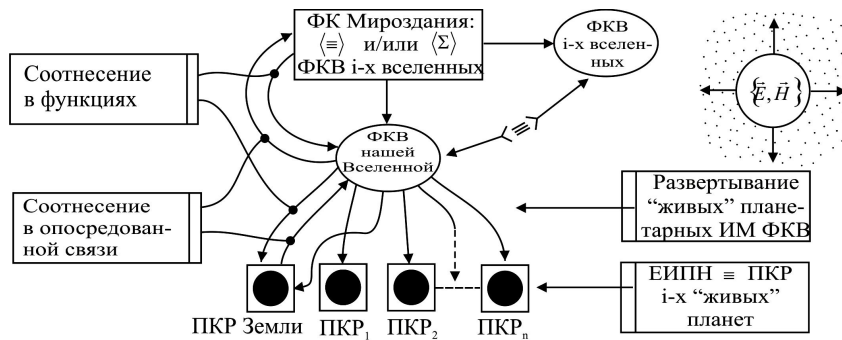 ФК Мироздания:
⟨≡⟩ и/или ⟨Σ⟩
ФКВ i-х вселенных
ФКВ
i-х вселен-
ных
{E⃗, H⃗}
Соотнесение
в функциях
ФКВ
нашей
Вселенной
⟨≡⟩
Соотнесение
в опосредован-
ной связи
Развертывание
“живых” плане-
тарных ИМ ФКВ
ЕИПН ≡ ПКР
i-х “живых”
планет
ПКР Земли
ПКР₁
ПКР₂
ПКРₙ